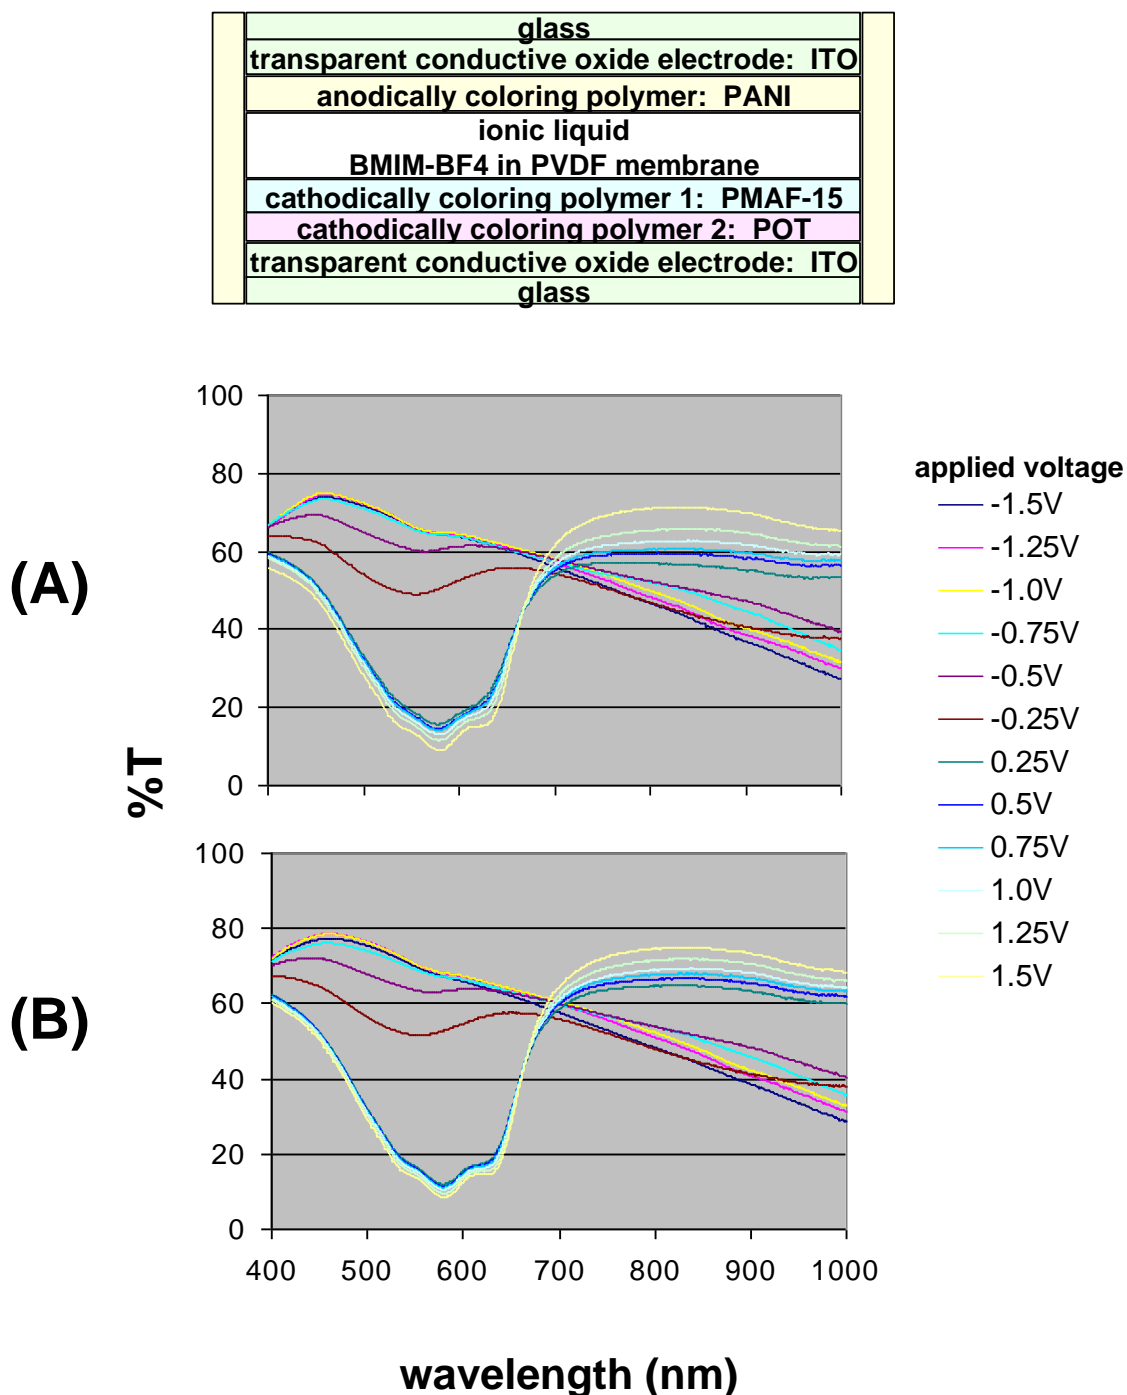 glass
transparent conductive oxide electrode: ITO
anodically coloring polymer: PANI
ionic liquid
BMIM-BF4 in PVDF membrane
cathodically coloring polymer 1: PMAF-15
cathodically coloring polymer 2: POT
transparent conductive oxide electrode: ITO
glass
(A)
100
80
60
40
20
0
%T
applied voltage
-1.5V
-1.25V
-1.0V
-0.75V
-0.5V
-0.25V
0.25V
0.5V
0.75V
1.0V
1.25V
1.5V
(B)
100
80
60
40
20
0
400 500 600 700 800 900 1000
wavelength (nm)